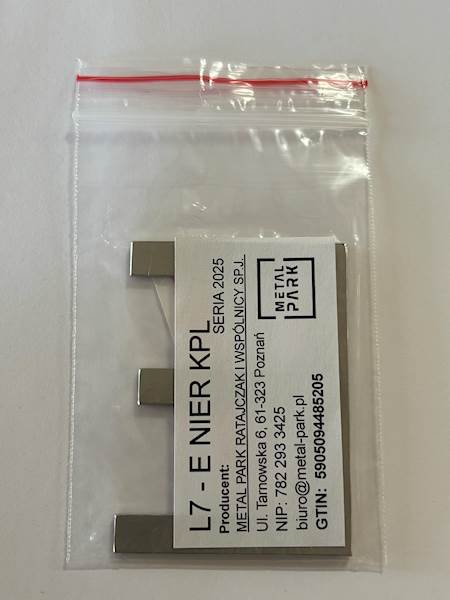 L7 - E NIER KPL
SERIA 2025
Producent:
METAL PARK RATAJCZAK I WSPÓLNICY SP.J.
Ul. Tarnowska 6, 61-323 Poznań
NIP: 782 293 3425
biuro@metal-park.pl
GTIN: 5905094485205
METAL
PARK